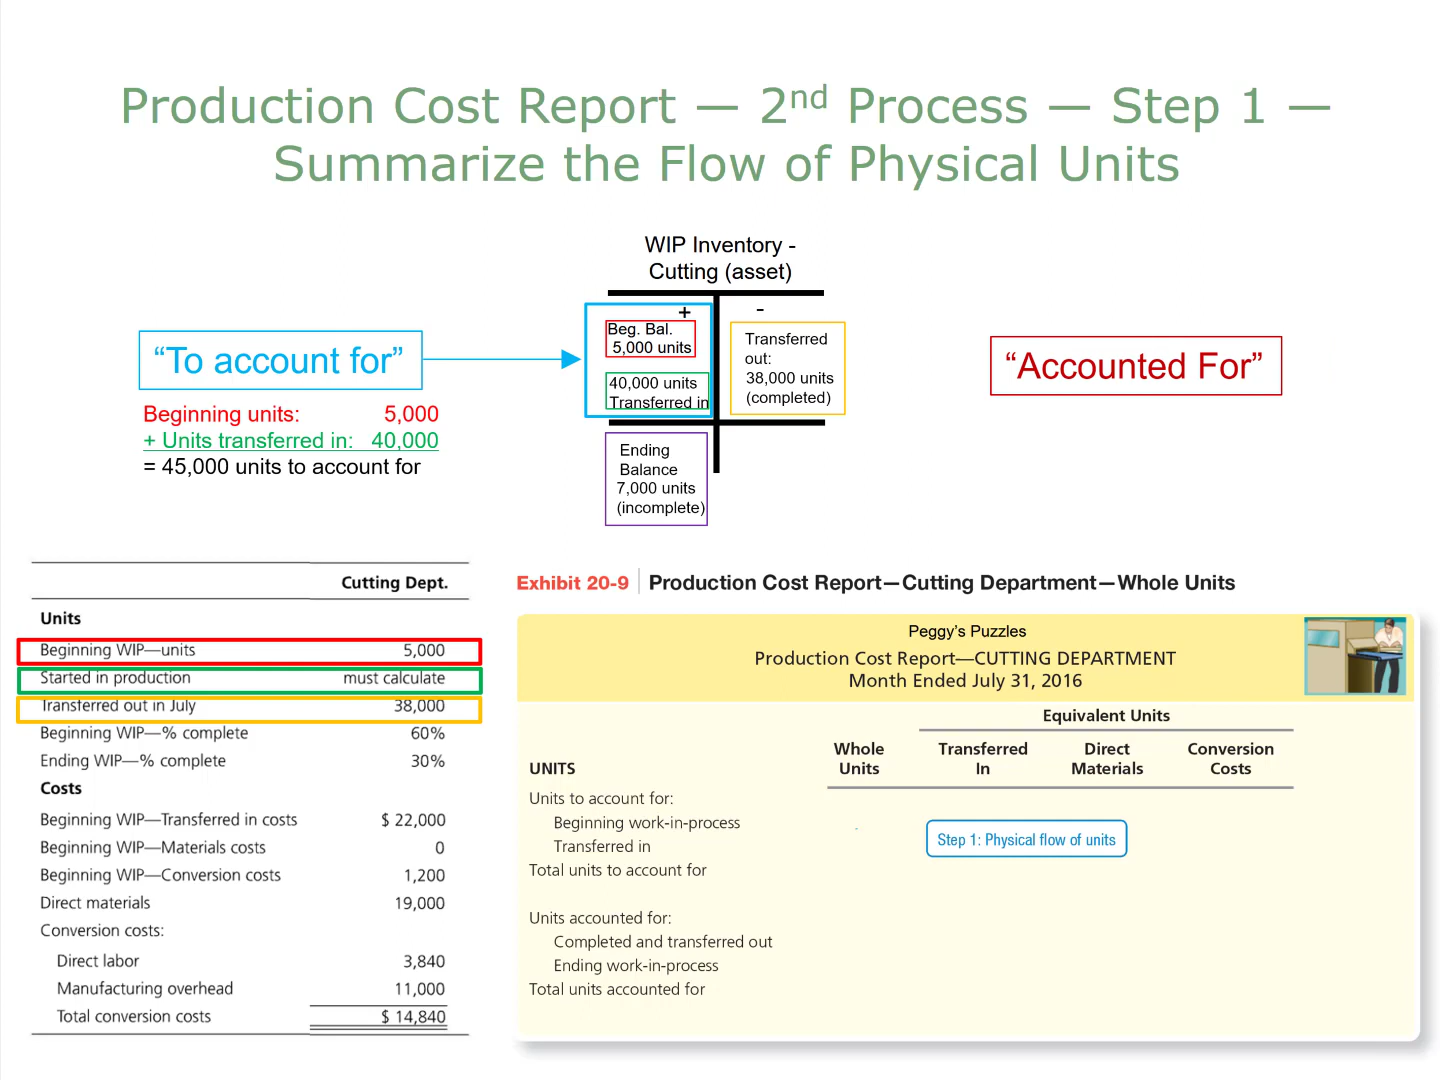 Production Cost Report — 2nd Process — Step 1 —
Summarize the Flow of Physical Units
WIP Inventory -
Cutting (asset)
+ -
Beg. Bal.
5,000 units
40,000 units
Transferred in
Transferred
out:
38,000 units
(completed)
Ending
Balance
7,000 units
(incomplete)
“To account for”
Beginning units: 5,000
+ Units transferred in: 40,000
= 45,000 units to account for
“Accounted For”
Cutting Dept.
Units
Beginning WIP—units 5,000
Started in production must calculate
Transferred out in July 38,000
Beginning WIP—% complete 60%
Ending WIP—% complete 30%
Costs
Beginning WIP—Transferred in costs $ 22,000
Beginning WIP—Materials costs 0
Beginning WIP—Conversion costs 1,200
Direct materials 19,000
Conversion costs:
Direct labor 3,840
Manufacturing overhead 11,000
Total conversion costs $ 14,840
Exhibit 20-9 Production Cost Report—Cutting Department—Whole Units
Peggy’s Puzzles
Production Cost Report—CUTTING DEPARTMENT
Month Ended July 31, 2016
Equivalent Units
Whole Transferred Direct Conversion
UNITS Units In Materials Costs
Units to account for:
Beginning work-in-process
Step 1: Physical flow of units
Transferred in
Total units to account for
Units accounted for:
Completed and transferred out
Ending work-in-process
Total units accounted for